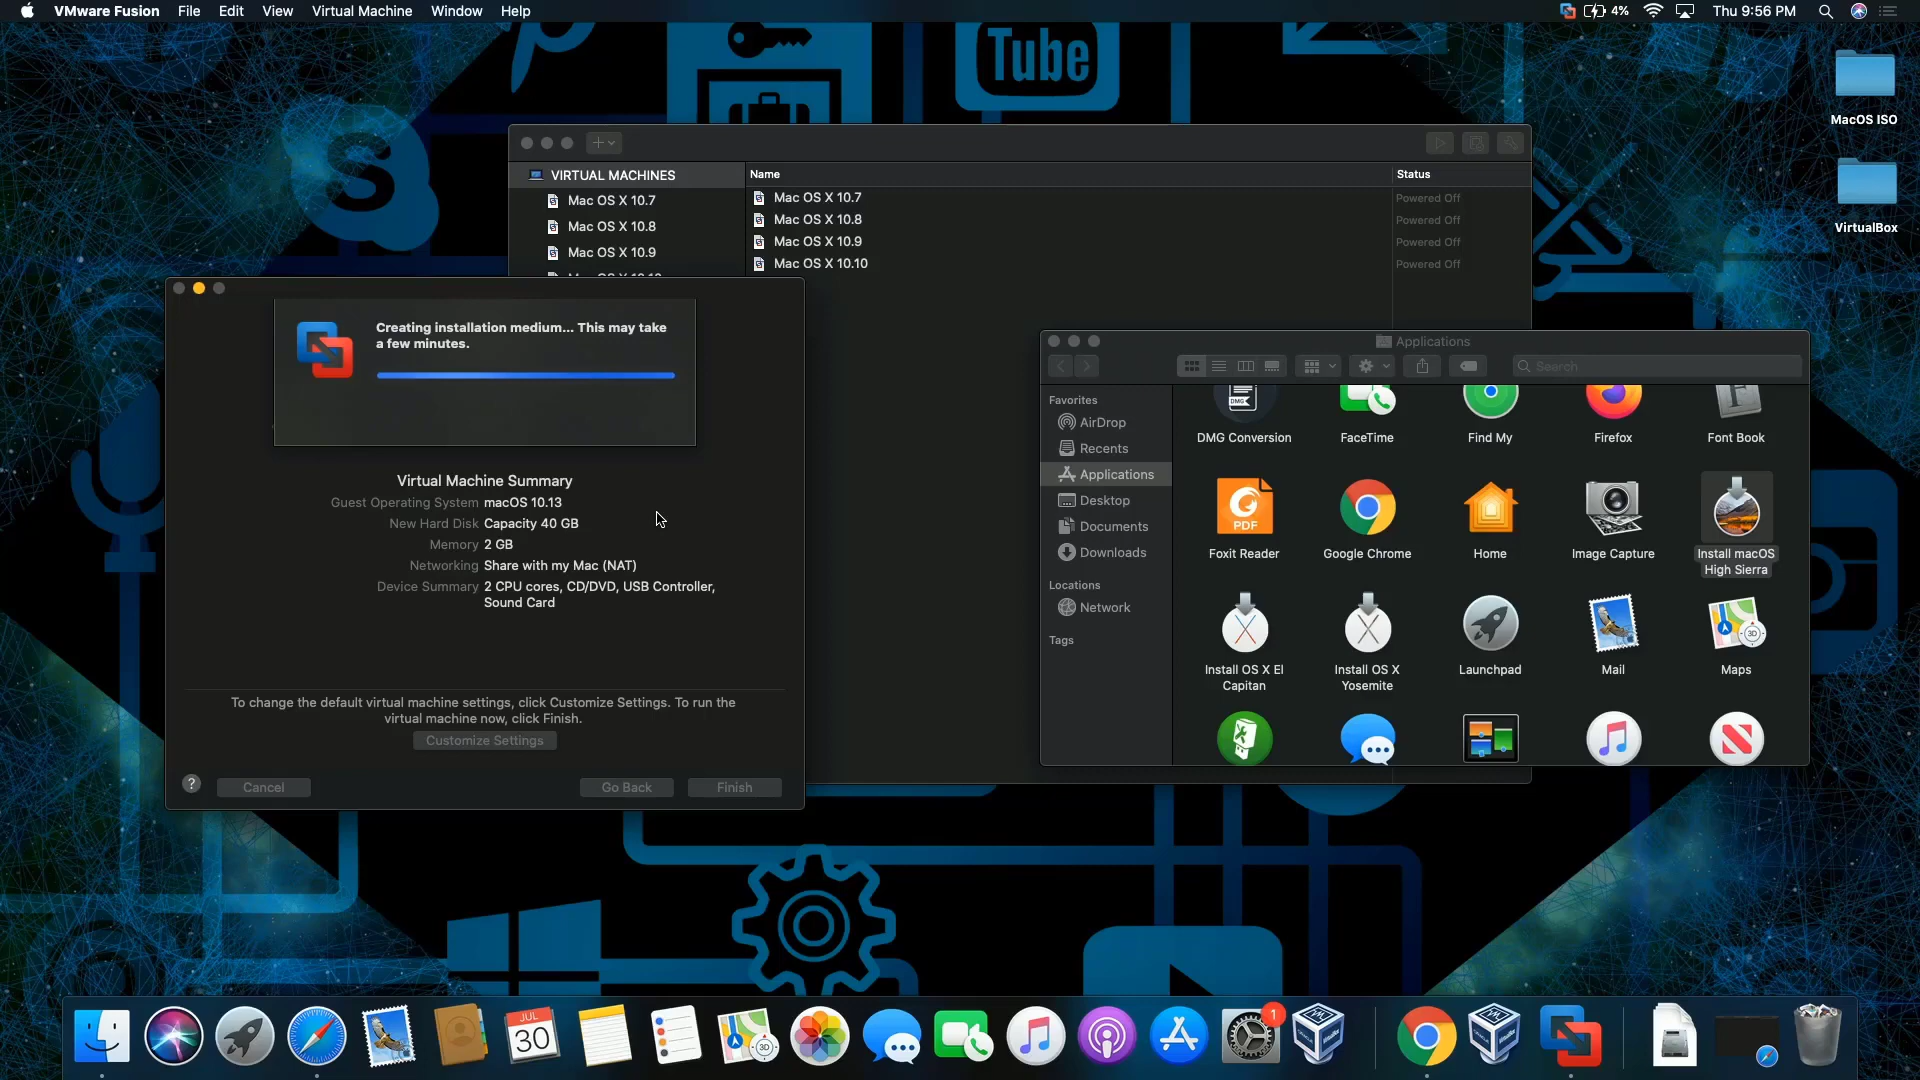 VMware Fusion File Edit View Virtual Machine Window Help
4% Thu 9:56 PM
Tube
MacOS ISO
VirtualBox
VIRTUAL MACHINES
Mac OS X 10.7
Mac OS X 10.8
Mac OS X 10.9
Name Status
Mac OS X 10.7 Powered Off
Mac OS X 10.8 Powered Off
Mac OS X 10.9 Powered Off
Mac OS X 10.10 Powered Off
Creating installation medium... This may take
a few minutes.
Virtual Machine Summary
Guest Operating System macOS 10.13
New Hard Disk Capacity 40 GB
Memory 2 GB
Networking Share with my Mac (NAT)
Device Summary 2 CPU cores, CD/DVD, USB Controller,
Sound Card
To change the default virtual machine settings, click Customize Settings. To run the
virtual machine now, click Finish.
Customize Settings
? Cancel Go Back Finish
Applications
Search
Favorites
AirDrop
Recents
Applications
Desktop
Documents
Downloads
Locations
Network
Tags
DMG
DMG Conversion FaceTime Find My Firefox Font Book
PDF
Foxit Reader Google Chrome Home Image Capture Install macOS
High Sierra
3D
Install OS X El
Capitan
Install OS X
Yosemite
Launchpad Mail Maps
JUL
30
3D
1